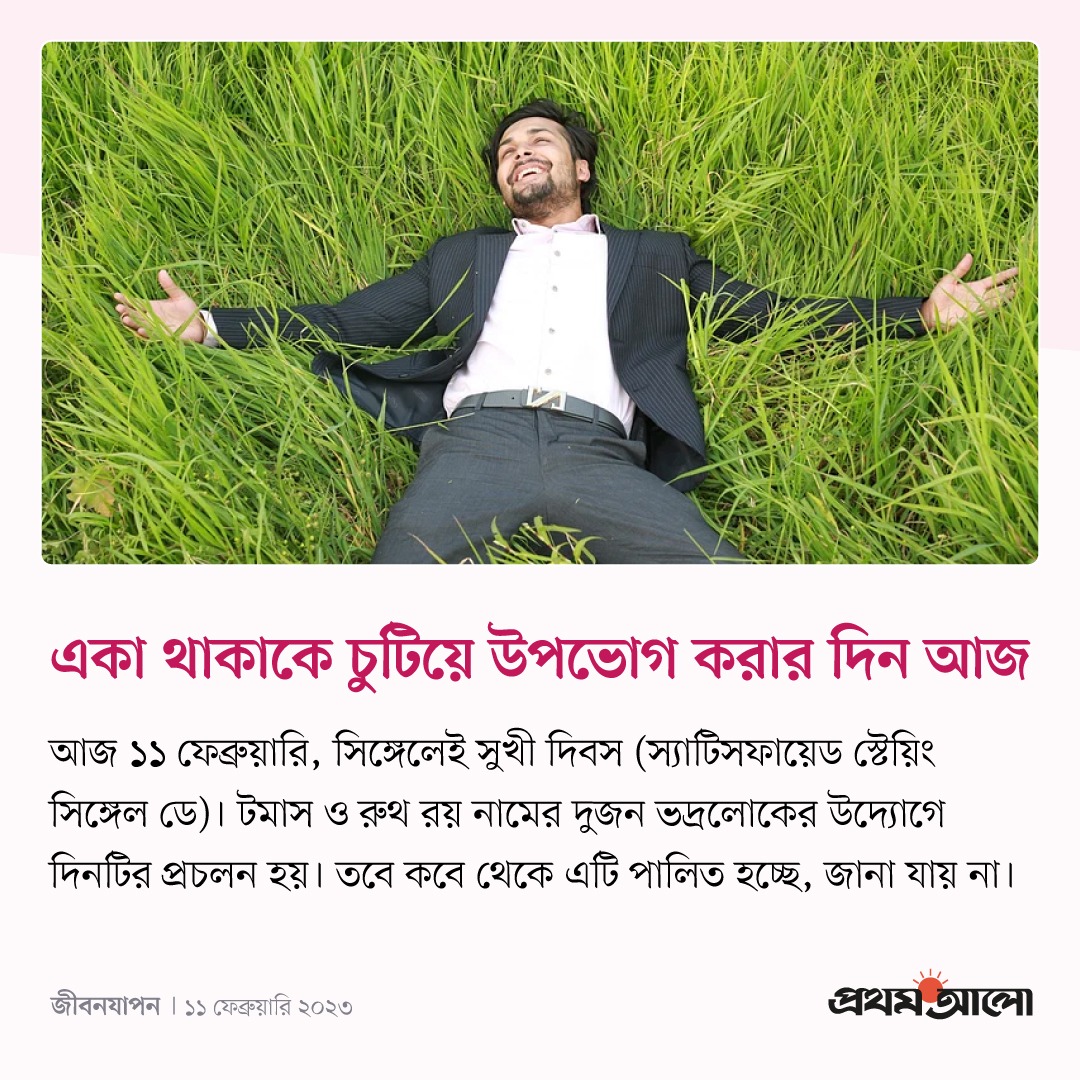 একা থাকাকে চুটিয়ে উপভোগ করার দিন আজ
আজ ১১ ফেব্রুয়ারি, সিঙ্গেলেই সুখী দিবস (স্যাটিসফায়েড স্টেয়িং
সিঙ্গেল ডে)। টমাস ও রুথ রয় নামের দুজন ভদ্রলোকের উদ্যোগে
দিনটির প্রচলন হয়। তবে কবে থেকে এটি পালিত হচ্ছে, জানা যায় না।
জীবনযাপন । ১১ ফেব্রুয়ারি ২০২৩
প্রথম আলো